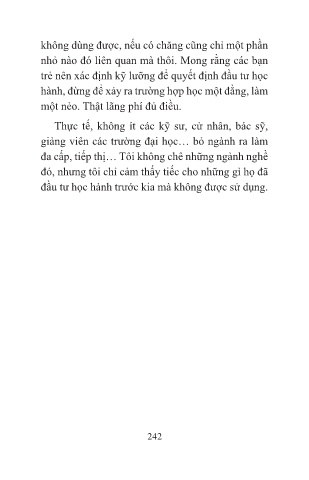 không dùng được, nếu có chăng cũng chỉ một phần
nhỏ nào đó liên quan mà thôi. Mong rằng các bạn
trẻ nên xác định kỹ lưỡng để quyết định đầu tư học
hành, đừng để xảy ra trường hợp học một đằng, làm
một nẻo. Thật lãng phí đủ điều.
Thực tế, không ít các kỹ sư, cử nhân, bác sỹ,
giảng viên các trường đại học… bỏ ngành ra làm
đa cấp, tiếp thị… Tôi không chê những ngành nghề
đó, nhưng tôi chỉ cảm thấy tiếc cho những gì họ đã
đầu tư học hành trước kia mà không được sử dụng.
242